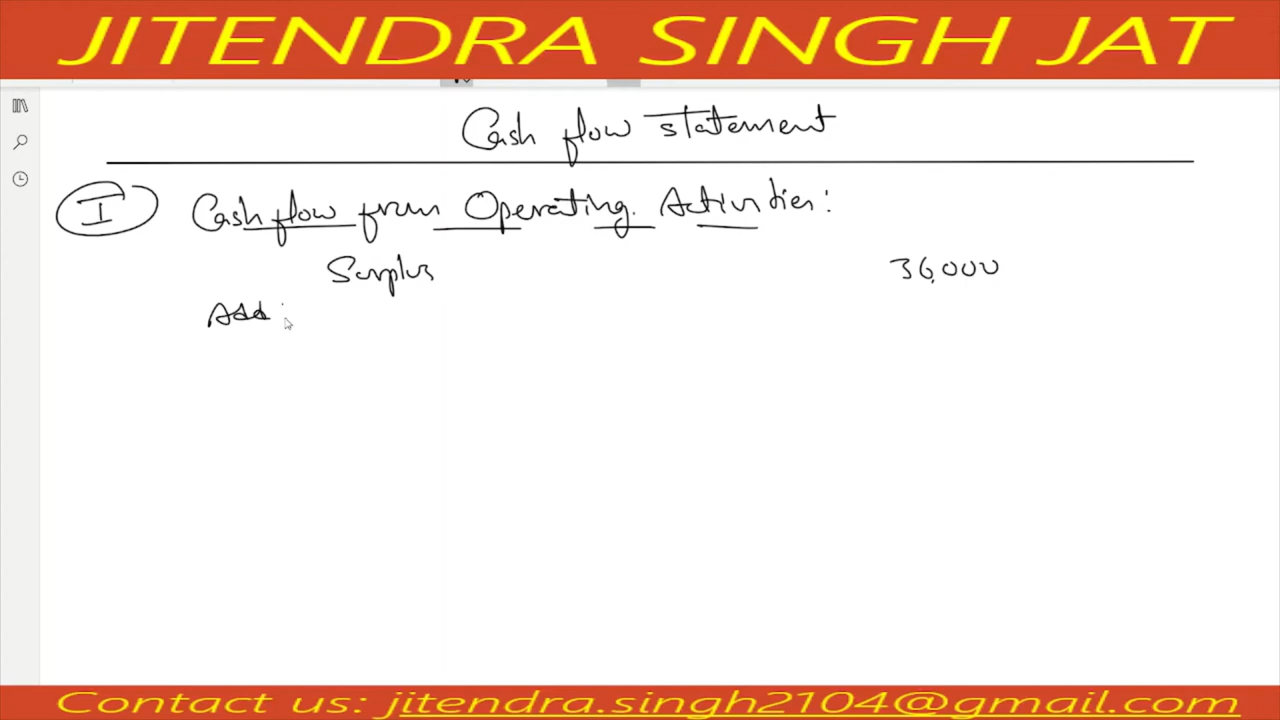 JITENDRA SINGH JAT
Cash flow statement
I Cash flow from Operating Activities:
Surplus 36,000
Add :
Contact us: jitendra.singh2104@gmail.com